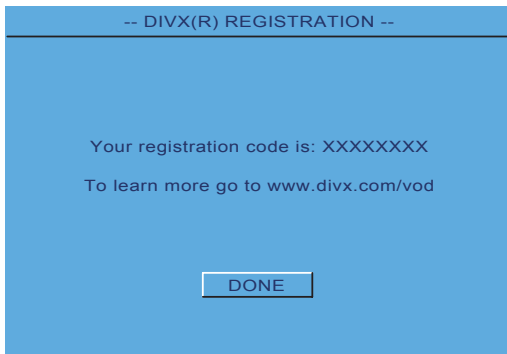 -- DIVX(R) REGISTRATION --
Your registration code is: XXXXXXXX
To learn more go to www.divx.com/vod
DONE